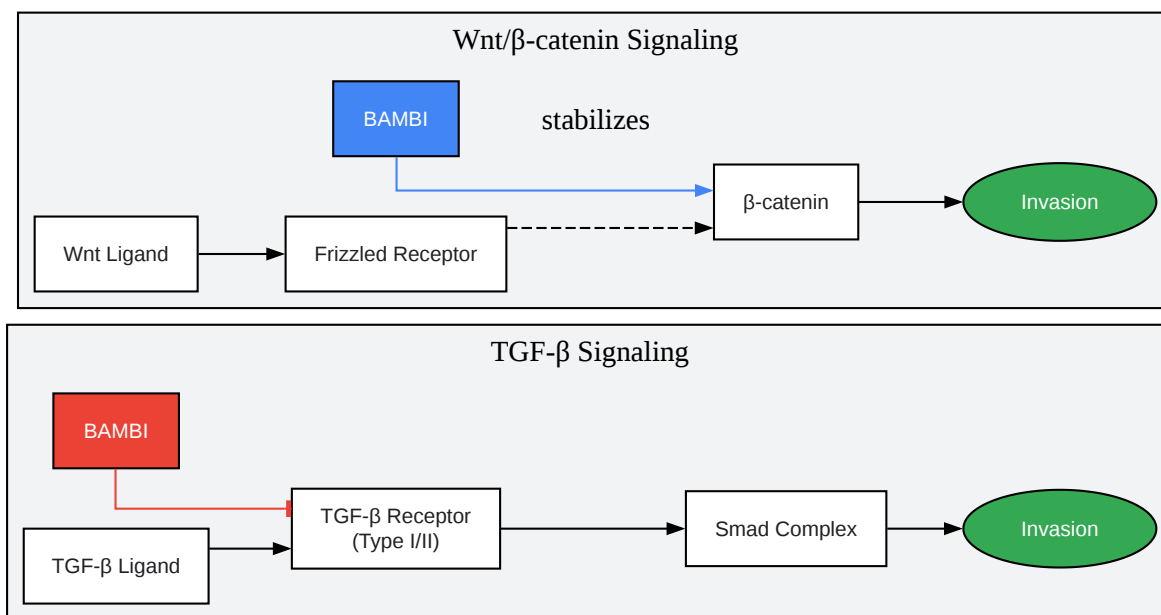 Wnt/β-catenin Signaling
BAMBI
stabilizes
β-catenin
Invasion
Wnt Ligand
Frizzled Receptor
TGF-β Signaling
BAMBI
TGF-β Receptor
(Type I/II)
Smad Complex
Invasion
TGF-β Ligand